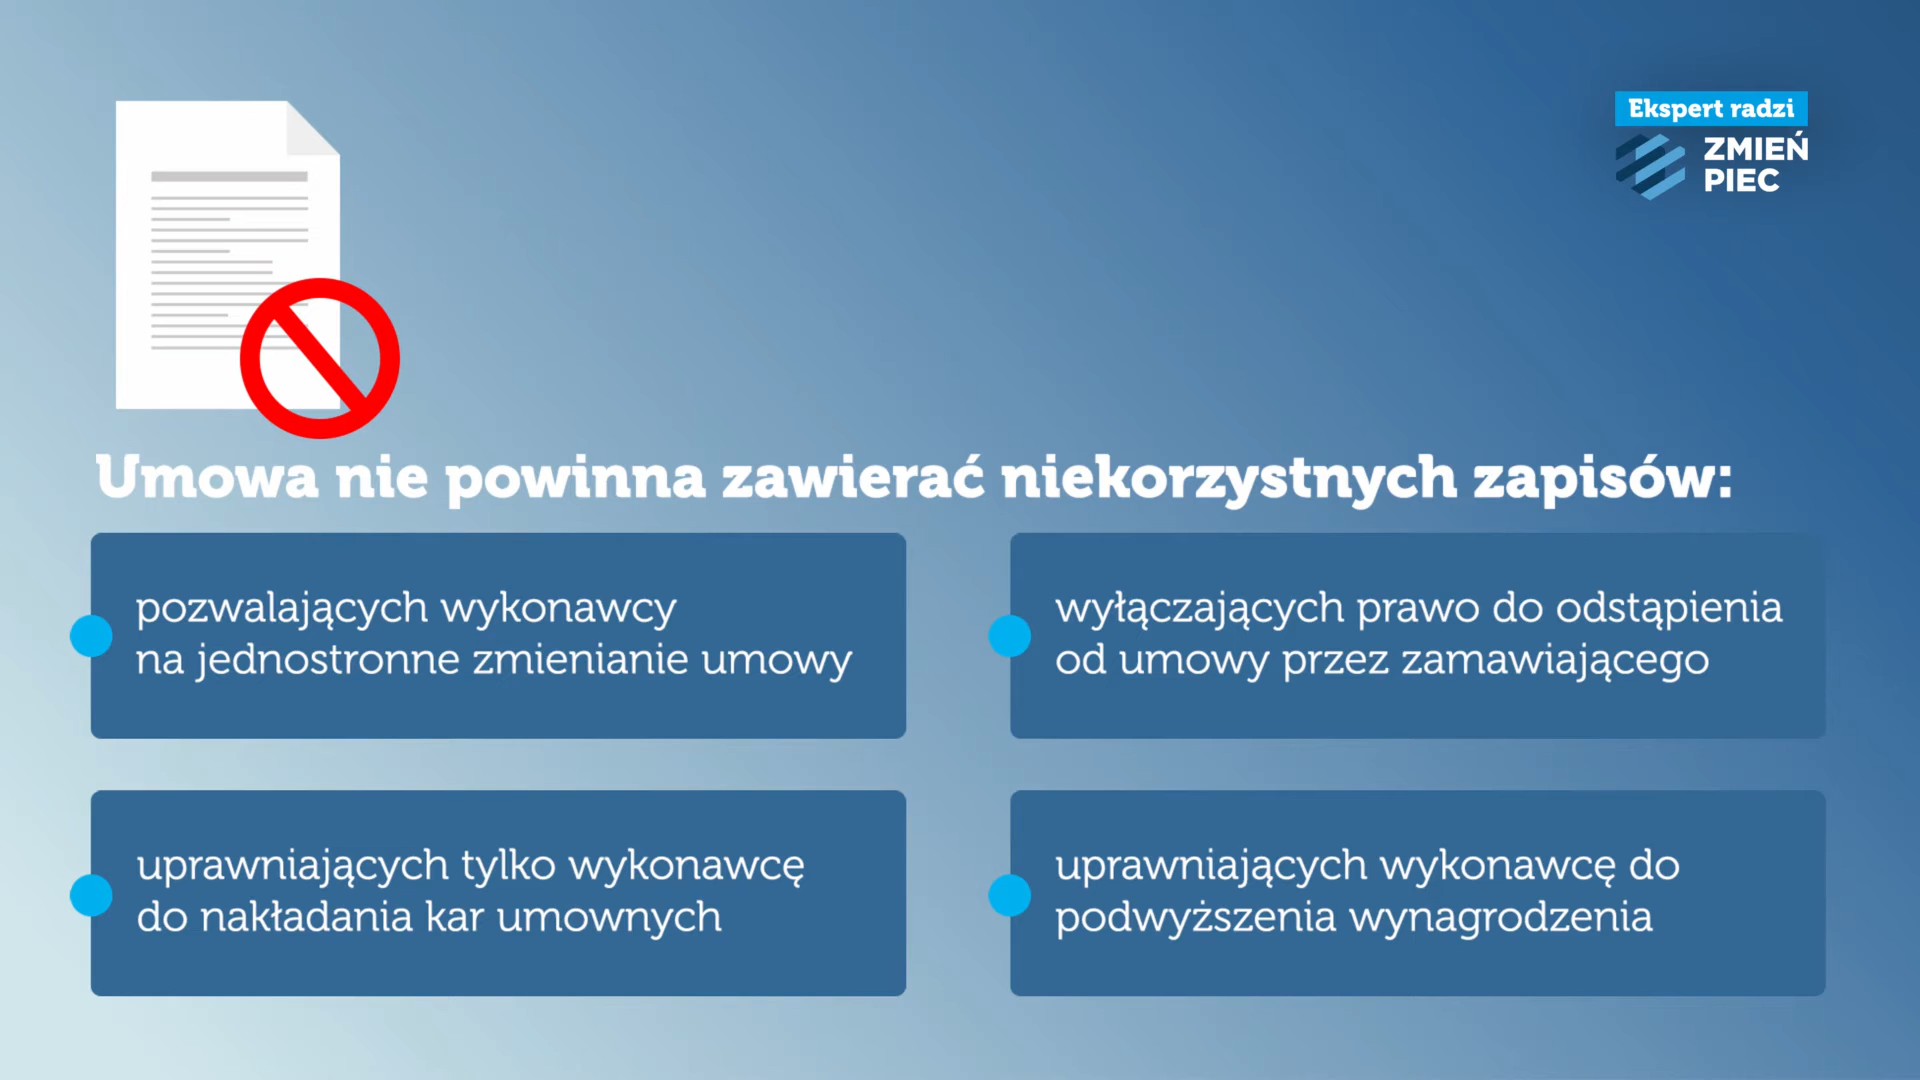 Ekspert radzi
ZMIEŃ
PIEC
Umowa nie powinna zawierać niekorzystnych zapisów:
pozwalających wykonawcy
na jednostronne zmienianie umowy
wyłączających prawo do odstąpienia
od umowy przez zamawiającego
uprawniających tylko wykonawcę
do nakładania kar umownych
uprawniających wykonawcę do
podwyższenia wynagrodzenia